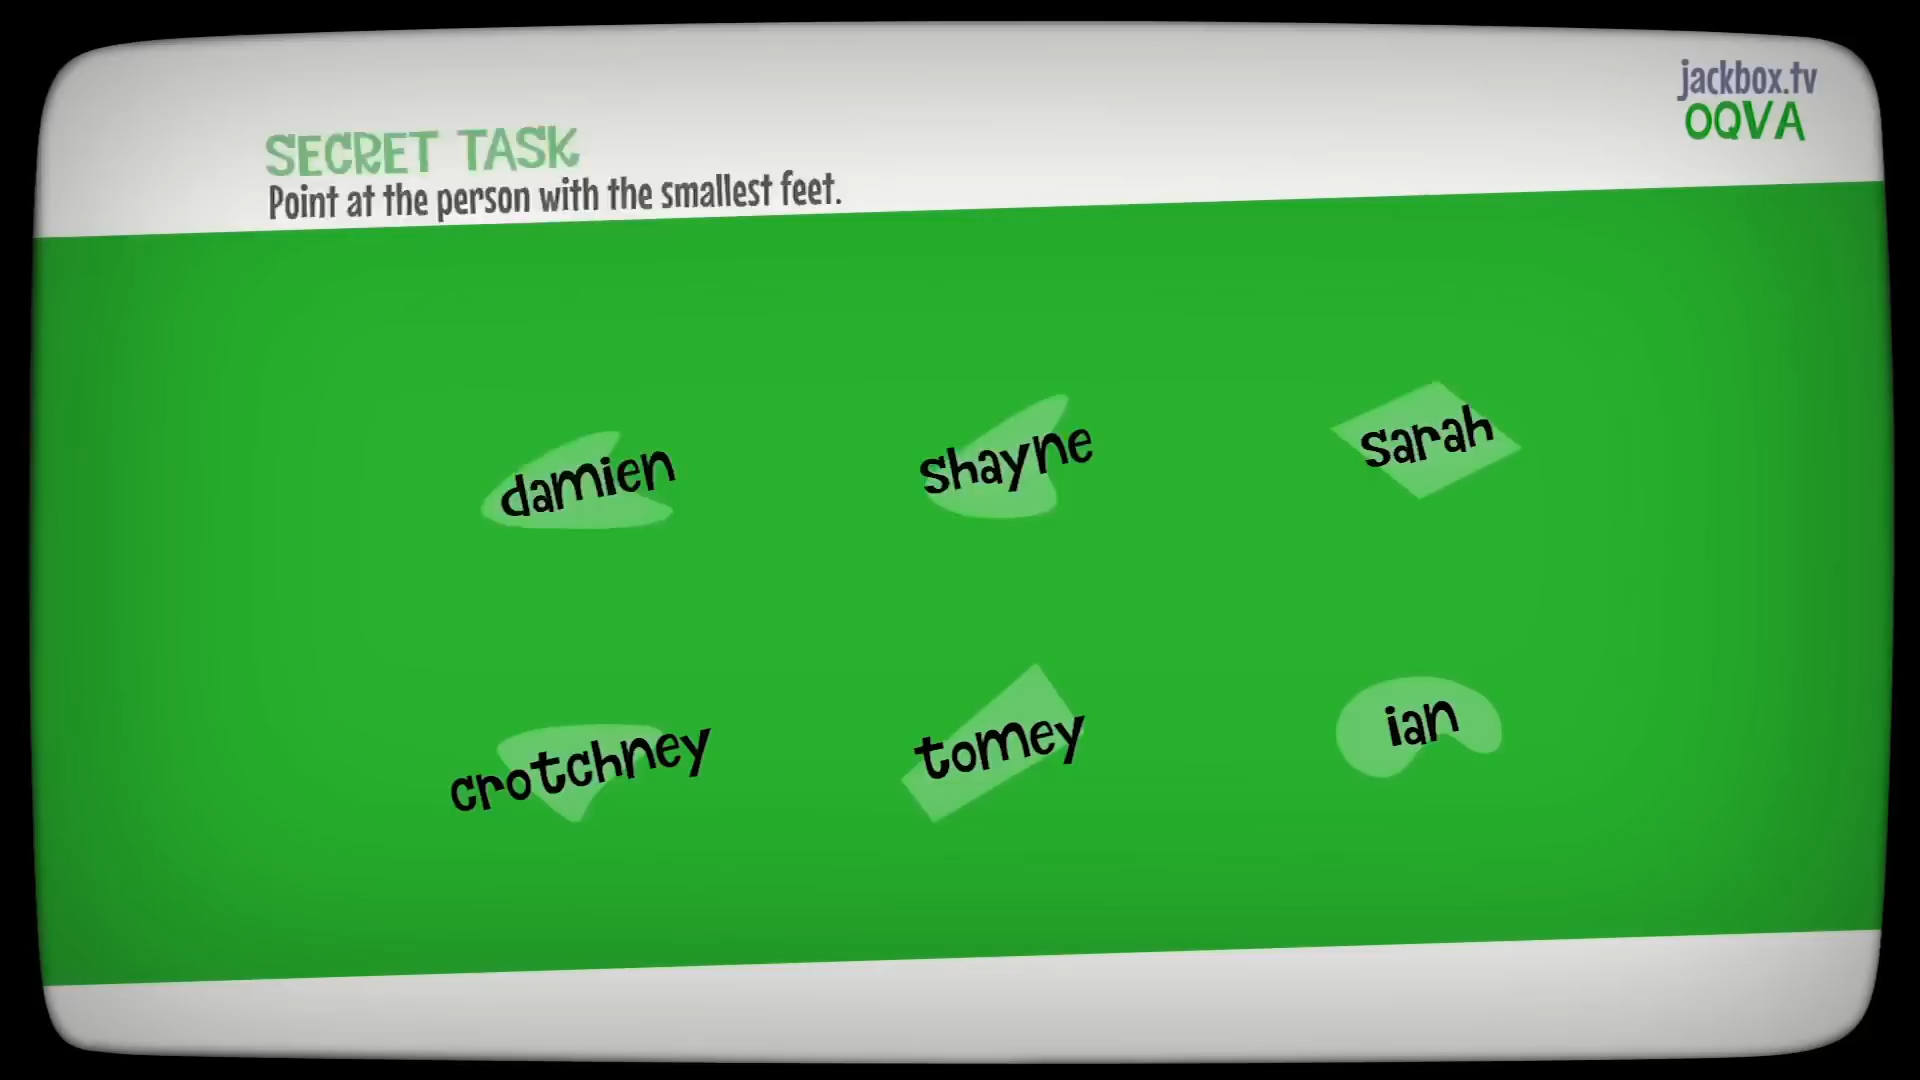 jackbox.tv
OQVA
SECRET TASK
Point at the person with the smallest feet.
damien
shayne
sarah
crotchney
tomey
ian